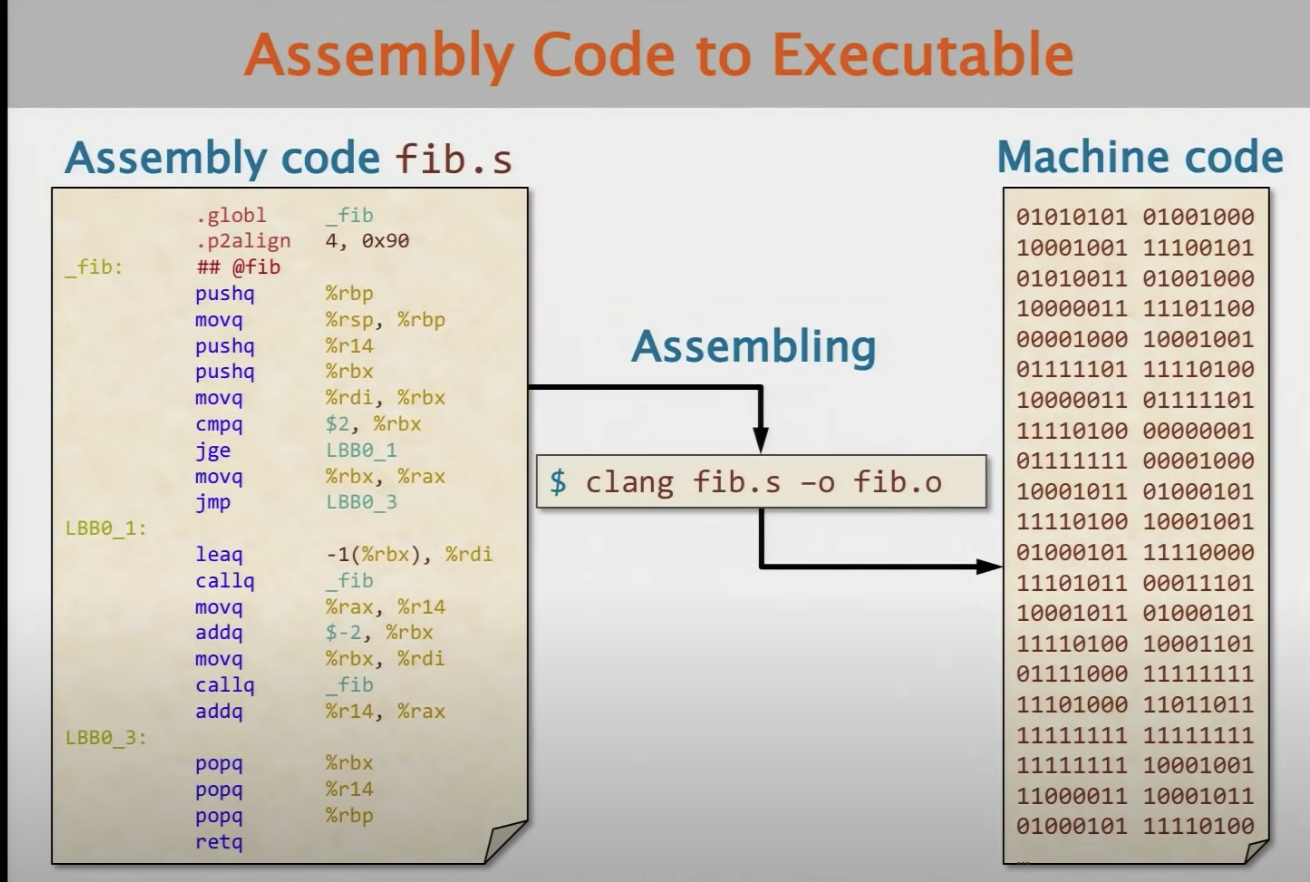 Assembly Code to Executable
Assembly code fib.s
.globl _fib
.p2align 4, 0x90
_fib: ## @fib
pushq %rbp
movq %rsp, %rbp
pushq %r14
pushq %rbx
movq %rdi, %rbx
cmpq $2, %rbx
jge LBB0_1
movq %rbx, %rax
jmp LBB0_3
LBB0_1:
leaq -1(%rbx), %rdi
callq _fib
movq %rax, %r14
addq $-2, %rbx
movq %rbx, %rdi
callq _fib
addq %r14, %rax
LBB0_3:
popq %rbx
popq %r14
popq %rbp
retq
Assembling
$ clang fib.s –o fib.o
Machine code
01010101 01001000
10001001 11100101
01010011 01001000
10000011 11101100
00001000 10001001
01111101 11110100
10000011 01111101
11110100 00000001
01111111 00001000
10001011 01000101
11110100 10001001
01000101 11110000
11101011 00011101
10001011 01000101
11110100 10001101
01111000 11111111
11101000 11011011
11111111 11111111
11111111 10001001
11000011 10001011
01000101 11110100
…